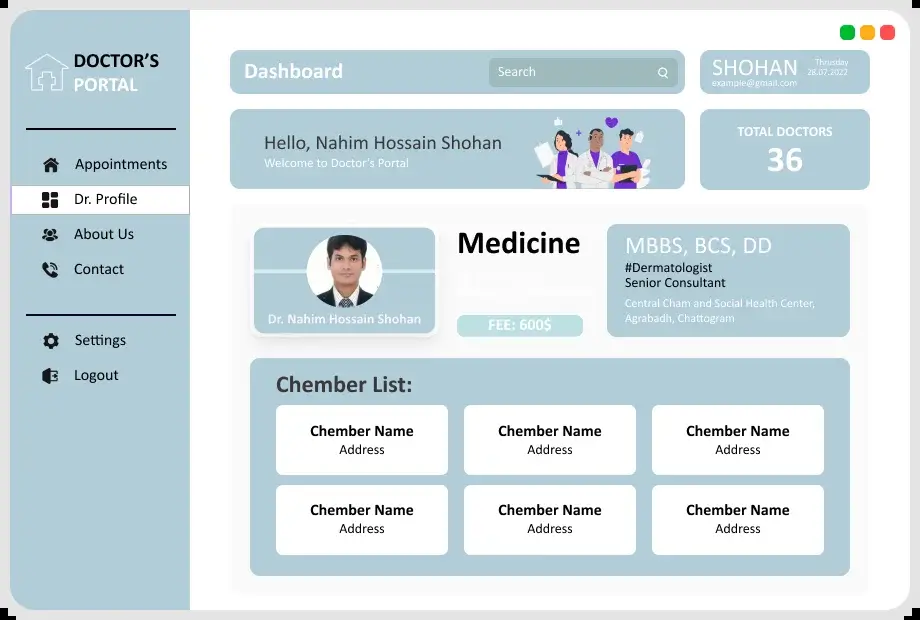 DOCTOR'S
PORTAL
Appointments
Dr. Profile
About Us
Contact
Settings
Logout
Dashboard
Search
SHOHAN
Thrusday
28.07.2022
example@gmail.com
Hello, Nahim Hossain Shohan
Welcome to Doctor's Portal
TOTAL DOCTORS
36
Dr. Nahim Hossain Shohan
Medicine
FEE: 600$
MBBS, BCS, DD
#Dermatologist
Senior Consultant
Central Cham and Social Health Center,
Agrabadh, Chattogram
Chember List:
Chember Name
Address
Chember Name
Address
Chember Name
Address
Chember Name
Address
Chember Name
Address
Chember Name
Address